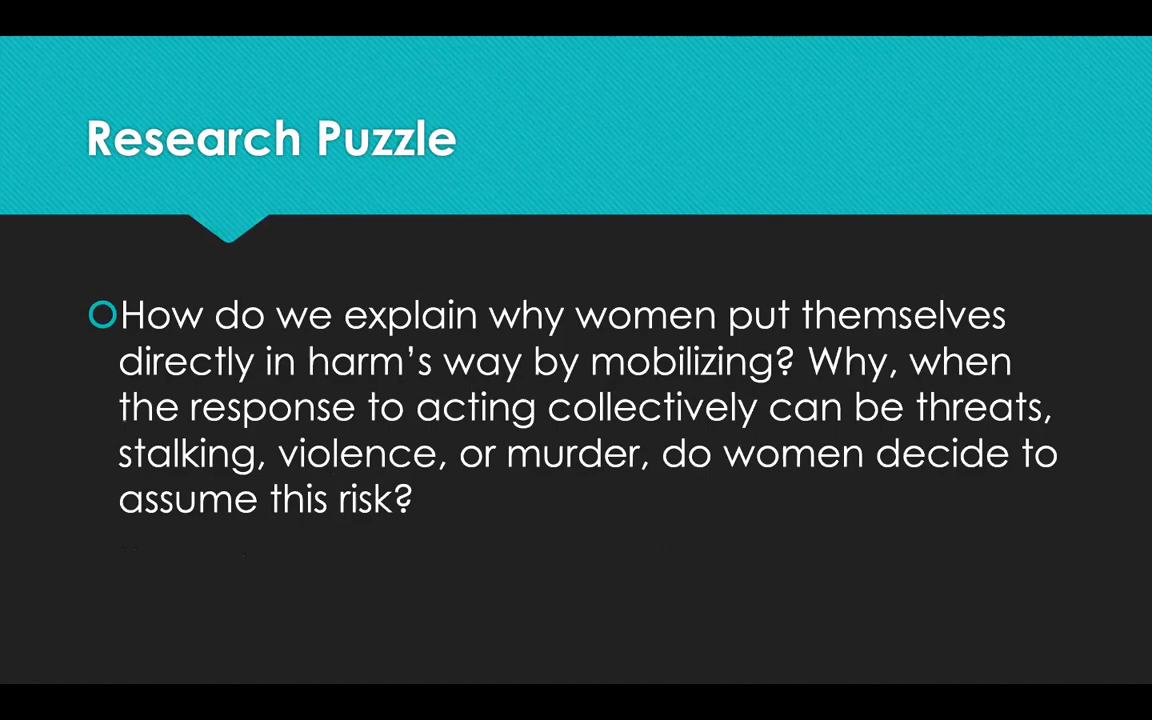 Research Puzzle
How do we explain why women put themselves
directly in harm’s way by mobilizing? Why, when
the response to acting collectively can be threats,
stalking, violence, or murder, do women decide to
assume this risk?